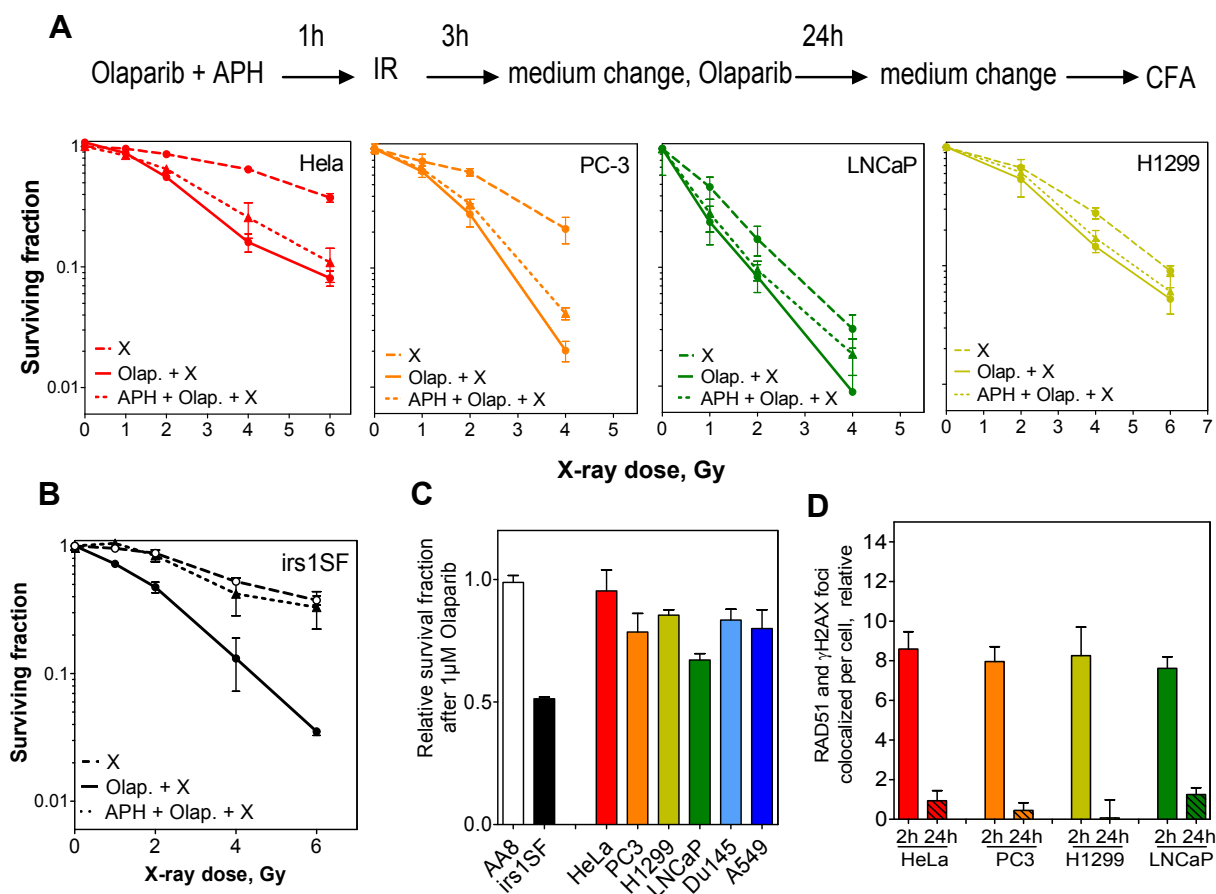 A
1h 3h 24h
Olaparib + APH IR medium change, Olaparib medium change CFA
Surviving fraction
1
0.1
0.01
Hela
X
Olap. + X
APH + Olap. + X
0 1 2 3 4 5 6
PC-3
X
Olap. + X
APH + Olap. + X
0 1 2 3 4 5
LNCaP
X
Olap. + X
APH + Olap. + X
0 1 2 3 4 5
H1299
X
Olap. + X
APH + Olap. + X
0 1 2 3 4 5 6 7
X-ray dose, Gy
B
Surviving fraction
1
0.1
0.01
irs1SF
X
Olap. + X
APH + Olap. + X
0 2 4 6
X-ray dose, Gy
C
Relative survival fraction
after 1µM Olaparib
1.0
0.5
0.0
AA8
irs1SF
HeLa
PC3
H1299
LNCaP
Du145
A549
D
RAD51 and γH2AX foci
colocalized per cell, relative
14
12
10
8
6
4
2
0
2h 24h 2h 24h 2h 24h 2h 24h
HeLa PC3 H1299 LNCaP